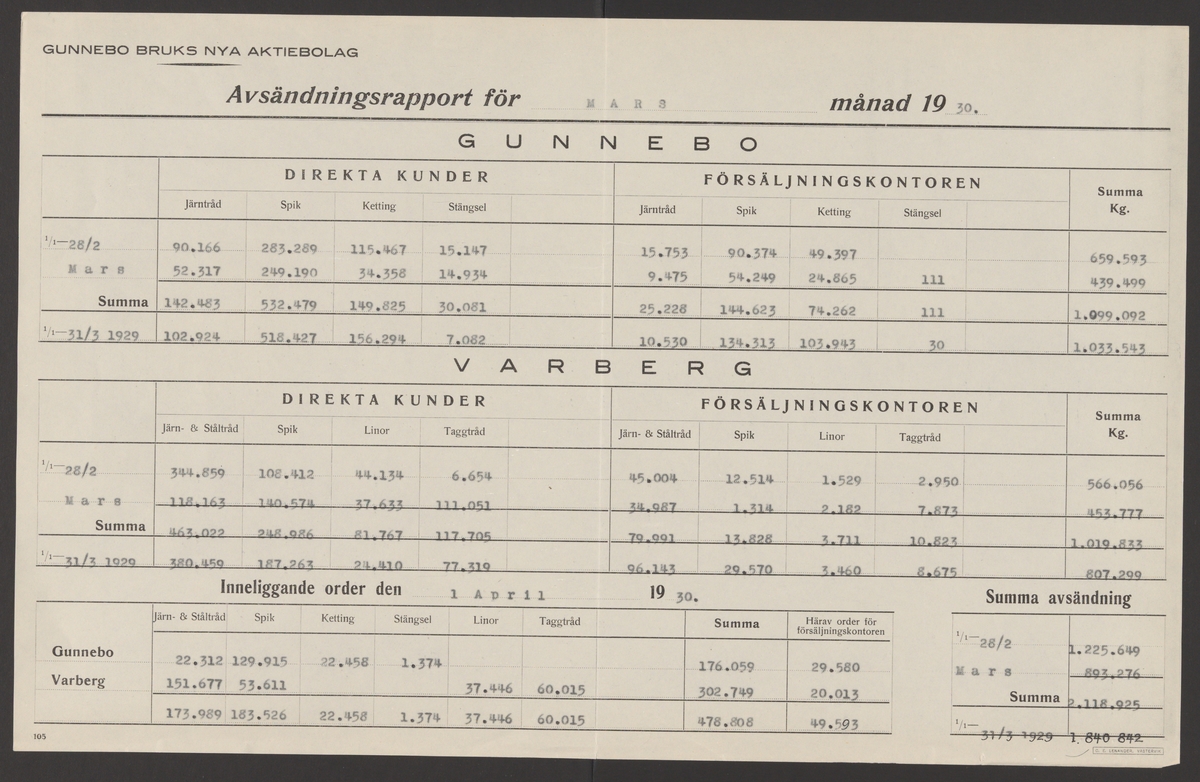 GUNNEBO BRUKS NYA AKTIEBOLAG
Avsändningsrapport för MARS månad 19 30.
GUNNEBO
DIREKTA KUNDER FÖRSÄLJNINGSKONTOREN Summa Kg.
Järntråd Spik Ketting Stängsel Järntråd Spik Ketting Stängsel
1/1—28/2 90.166 283.289 115.467 15.147 15.753 90.374 49.397 659.593
Mars 52.317 249.190 34.358 14.934 9.475 54.249 24.865 111 439.499
Summa 142.483 532.479 149.825 30.081 25.228 144.623 74.262 111 1.099.092
1/1—31/3 1929 102.924 518.427 156.294 7.082 10.530 134.313 103.943 30 1.033.543
VARBERG
DIREKTA KUNDER FÖRSÄLJNINGSKONTOREN Summa Kg.
Järn- & Ståltråd Spik Linor Taggtråd Järn- & Ståltråd Spik Linor Taggtråd
1/1—28/2 344.859 108.412 44.134 6.654 45.004 12.514 1.529 2.950 566.056
Mars 118.163 140.574 37.633 111.051 34.987 1.314 2.182 7.873 453.777
Summa 463.022 248.986 81.767 117.705 79.991 13.828 3.711 10.823 1.019.833
1/1—31/3 1929 380.459 187.263 24.410 77.319 96.143 29.570 3.460 8.675 807.299
Inneliggande order den 1 April 19 30.
Järn- & Ståltråd Spik Ketting Stängsel Linor Taggtråd Summa Härav order för försäljningskontoren
Gunnebo 22.312 129.915 22.458 1.374 176.059 29.580
Varberg 151.677 53.611 37.446 60.015 302.749 20.013
173.989 183.526 22.458 1.374 37.446 60.015 478.808 49.593
Summa avsändning
1/1—28/2 1.225.649
Mars 893.276
Summa 2.118.925
1/1—31/3 1929 1.840 842
105